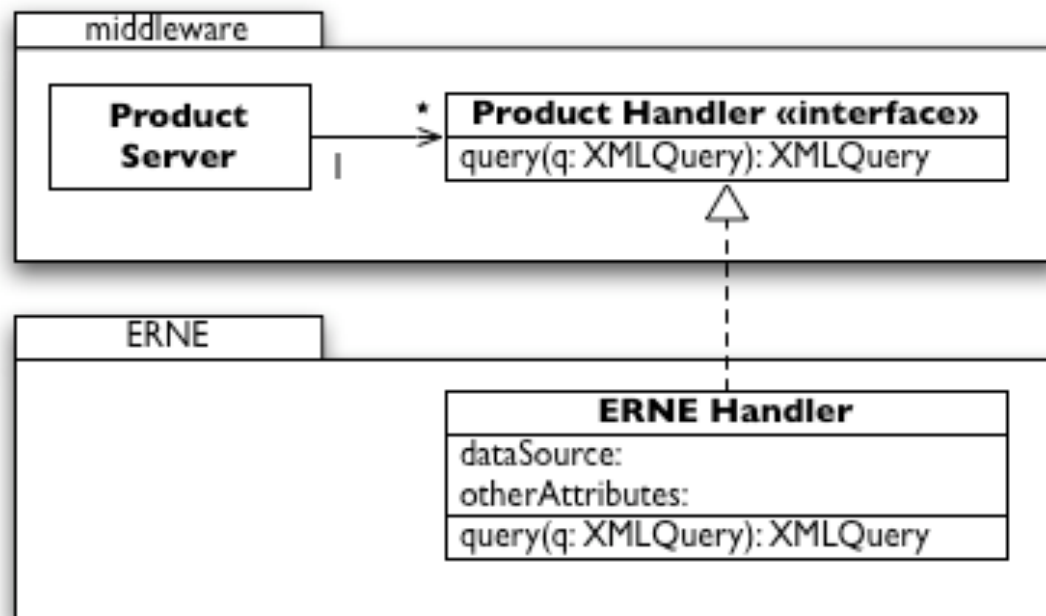 middleware
Product
Server
*
1
Product Handler «interface»
query(q: XMLQuery): XMLQuery
ERNE
ERNE Handler
dataSource:
otherAttributes:
query(q: XMLQuery): XMLQuery